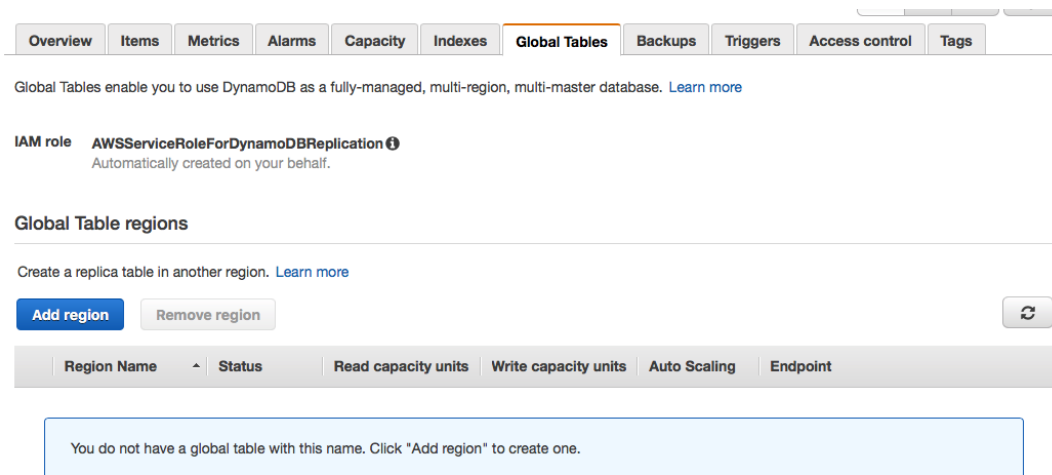 Overview Items Metrics Alarms Capacity Indexes Global Tables Backups Triggers Access control Tags
Global Tables enable you to use DynamoDB as a fully-managed, multi-region, multi-master database. Learn more
IAM role AWSServiceRoleForDynamoDBReplication
Automatically created on your behalf.
Global Table regions
Create a replica table in another region. Learn more
Add region Remove region
Region Name Status Read capacity units Write capacity units Auto Scaling Endpoint
You do not have a global table with this name. Click "Add region" to create one.